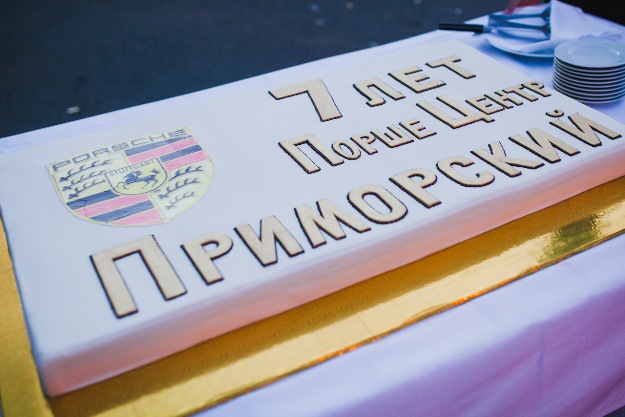 7 ЛЕТ
ПОРШЕ ЦЕНТР
ПРИМОРСКИЙ
PORSCHE
STUTTGART